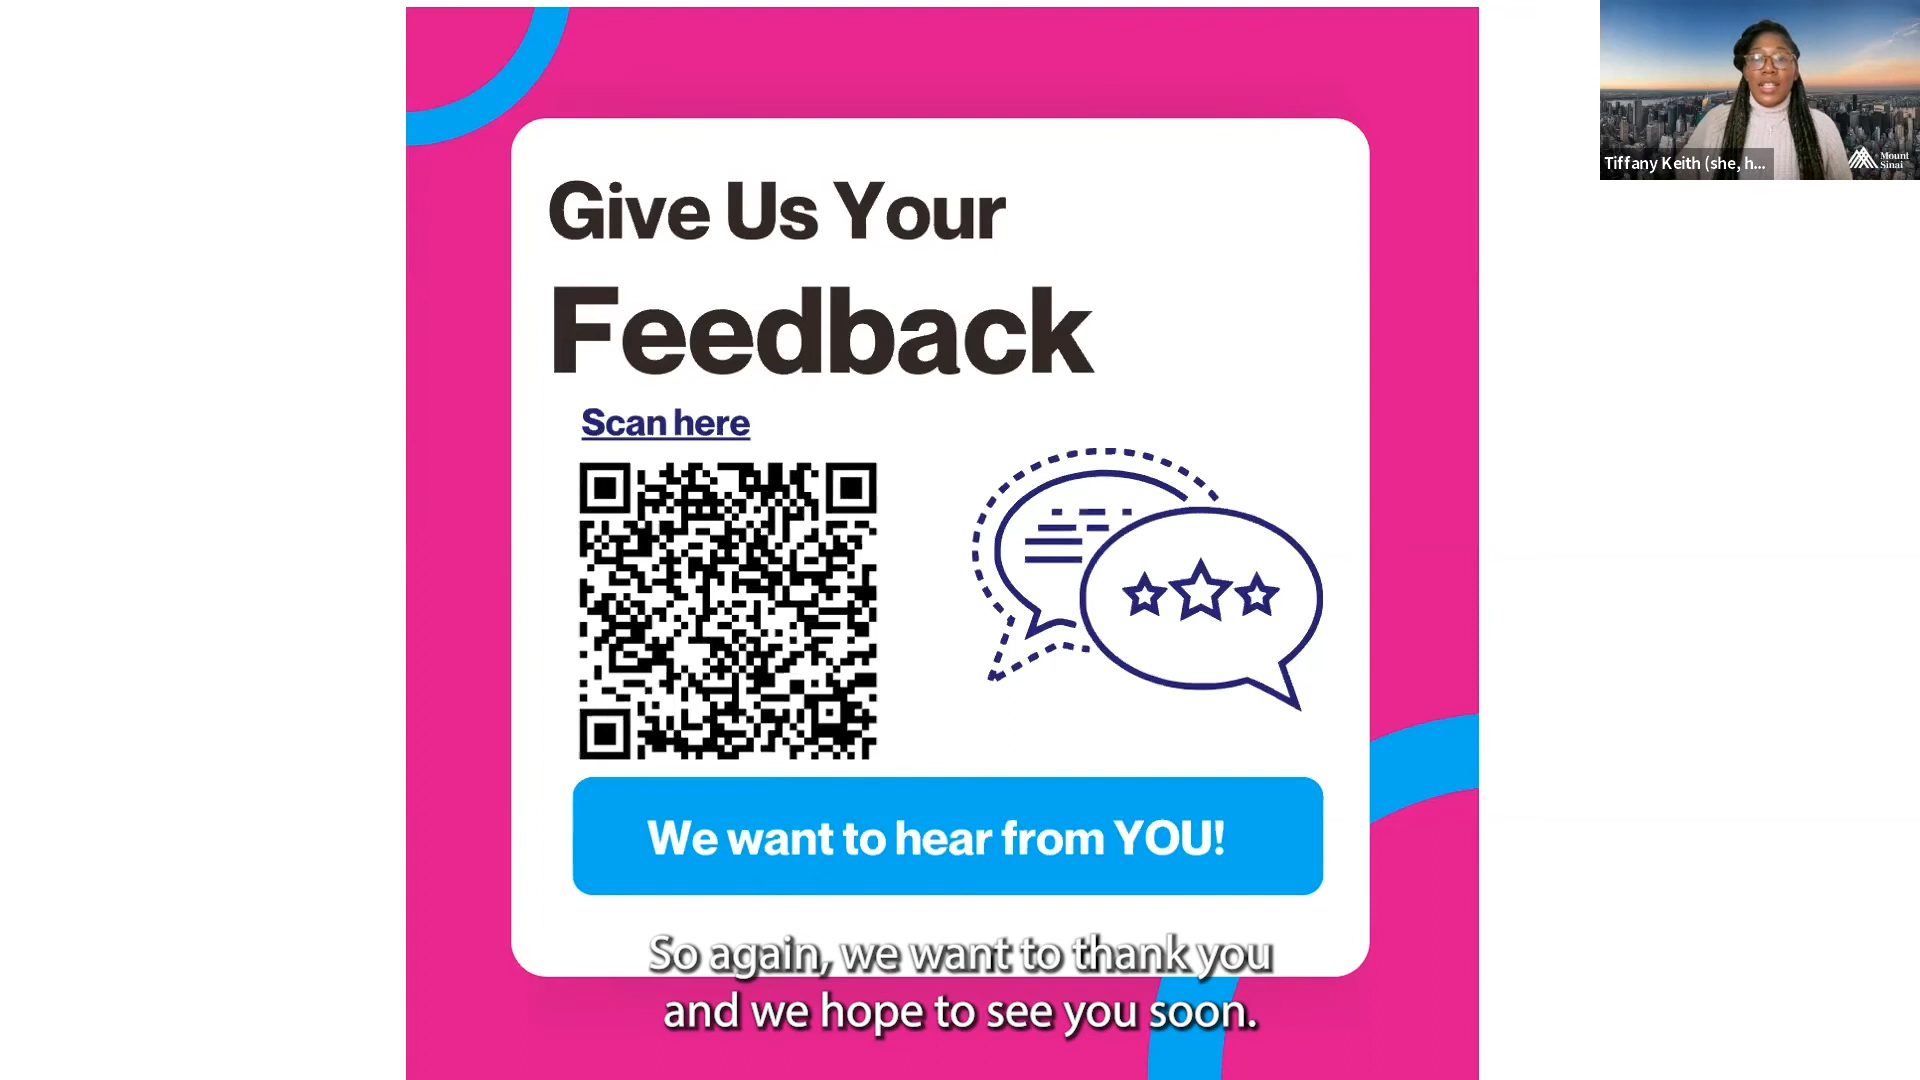 Give Us Your
Feedback
Scan here
We want to hear from YOU!
So again, we want to thank you
and we hope to see you soon.
Tiffany Keith (she, h...
Mount
Sinai